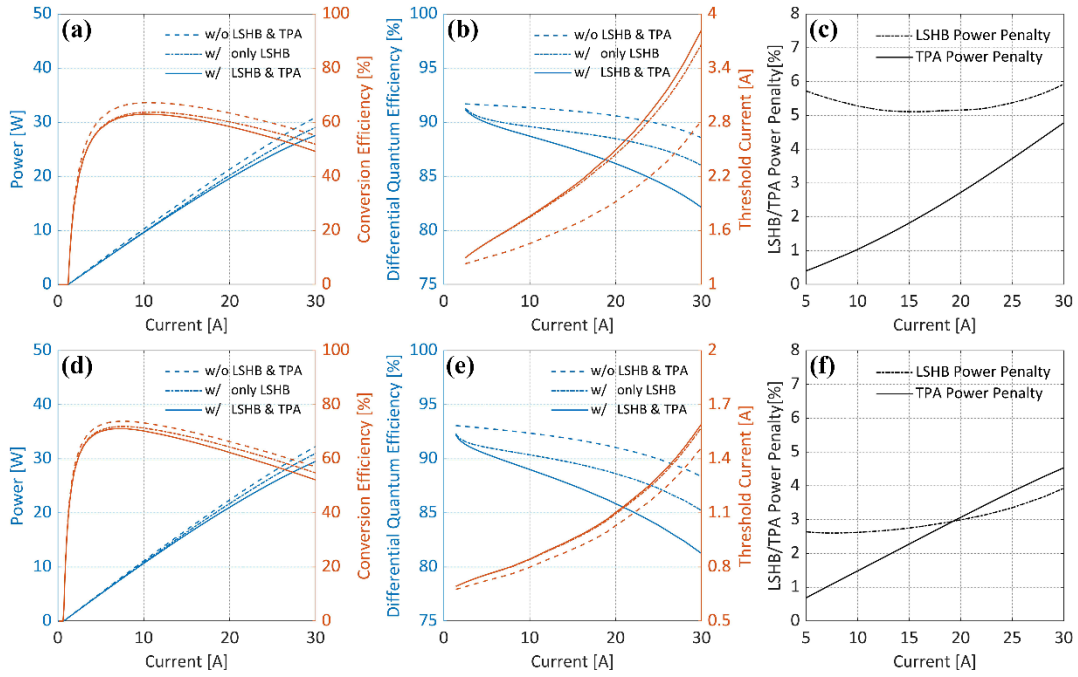 (a)
50
40
30
20
10
0
Power [W]
w/o LSHB & TPA
w/ only LSHB
w/ LSHB & TPA
100
80
60
40
20
0
Conversion Efficiency [%]
0 10 20 30
Current [A]
(b)
100
95
90
85
80
75
Differential Quantum Efficiency [%]
w/o LSHB & TPA
w/ only LSHB
w/ LSHB & TPA
4
3.4
2.8
2.2
1.6
1
Threshold Current [A]
0 10 20 30
Current [A]
(c)
8
7
6
5
4
3
2
1
0
LSHB/TPA Power Penalty[%]
LSHB Power Penalty
TPA Power Penalty
5 10 15 20 25 30
Current [A]
(d)
50
40
30
20
10
0
Power [W]
w/o LSHB & TPA
w/ only LSHB
w/ LSHB & TPA
100
80
60
40
20
0
Conversion Efficiency [%]
0 10 20 30
Current [A]
(e)
100
95
90
85
80
75
Differential Quantum Efficiency [%]
w/o LSHB & TPA
w/ only LSHB
w/ LSHB & TPA
2
1.7
1.4
1.1
0.8
0.5
Threshold Current [A]
0 10 20 30
Current [A]
(f)
8
7
6
5
4
3
2
1
0
LSHB/TPA Power Penalty[%]
LSHB Power Penalty
TPA Power Penalty
5 10 15 20 25 30
Current [A]